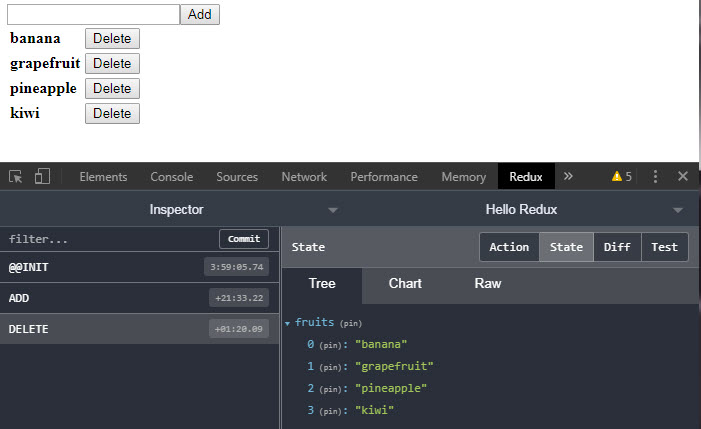 Add
banana Delete
grapefruit Delete
pineapple Delete
kiwi Delete
Elements Console Sources Network Performance Memory Redux » 5
Inspector Hello Redux
filter... Commit State Action State Diff Test
@@INIT 3:59:05.74
ADD +21:33.22
DELETE +01:20.09
Tree Chart Raw
fruits (pin)
0 (pin): "banana"
1 (pin): "grapefruit"
2 (pin): "pineapple"
3 (pin): "kiwi"